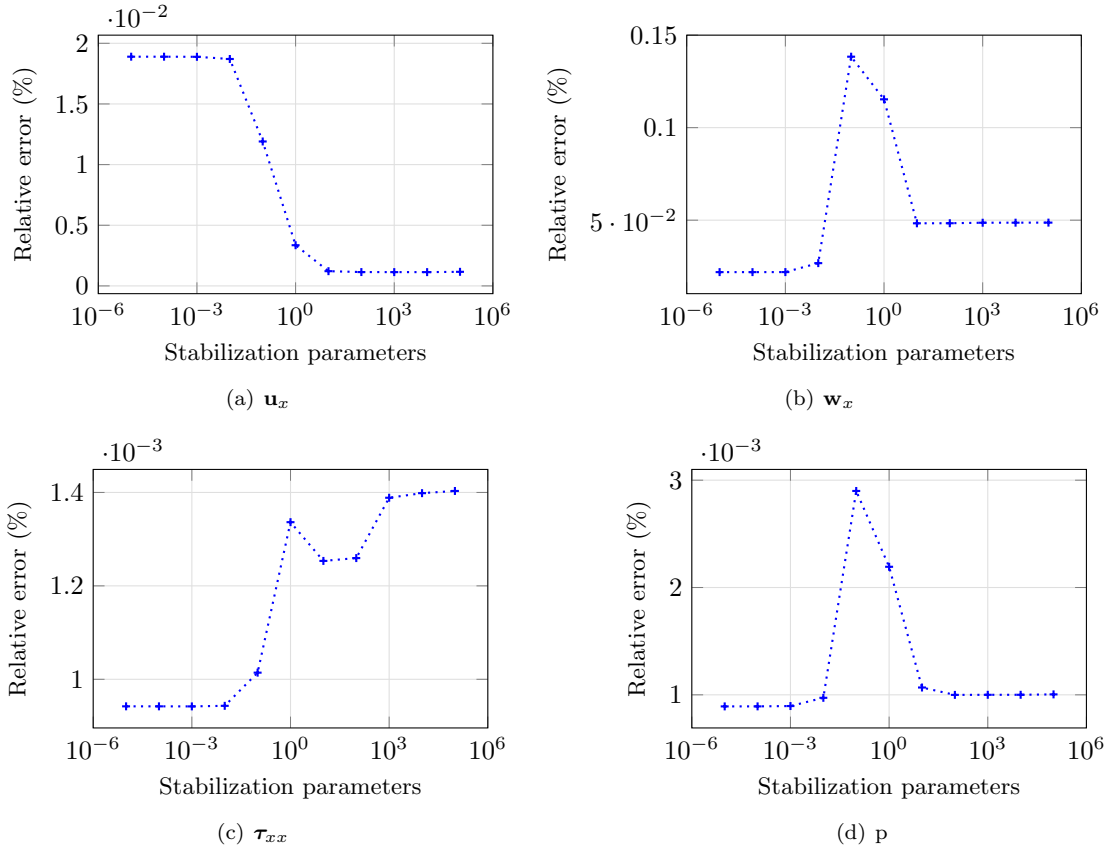 ·10⁻²
2
1.5
1
0.5
0
Relative error (%)
10⁻⁶ 10⁻³ 10⁰ 10³ 10⁶
Stabilization parameters
(a) uₓ
0.15
0.1
5 · 10⁻²
Relative error (%)
10⁻⁶ 10⁻³ 10⁰ 10³ 10⁶
Stabilization parameters
(b) wₓ
·10⁻³
1.4
1.2
1
Relative error (%)
10⁻⁶ 10⁻³ 10⁰ 10³ 10⁶
Stabilization parameters
(c) τₓₓ
·10⁻³
3
2
1
Relative error (%)
10⁻⁶ 10⁻³ 10⁰ 10³ 10⁶
Stabilization parameters
(d) p